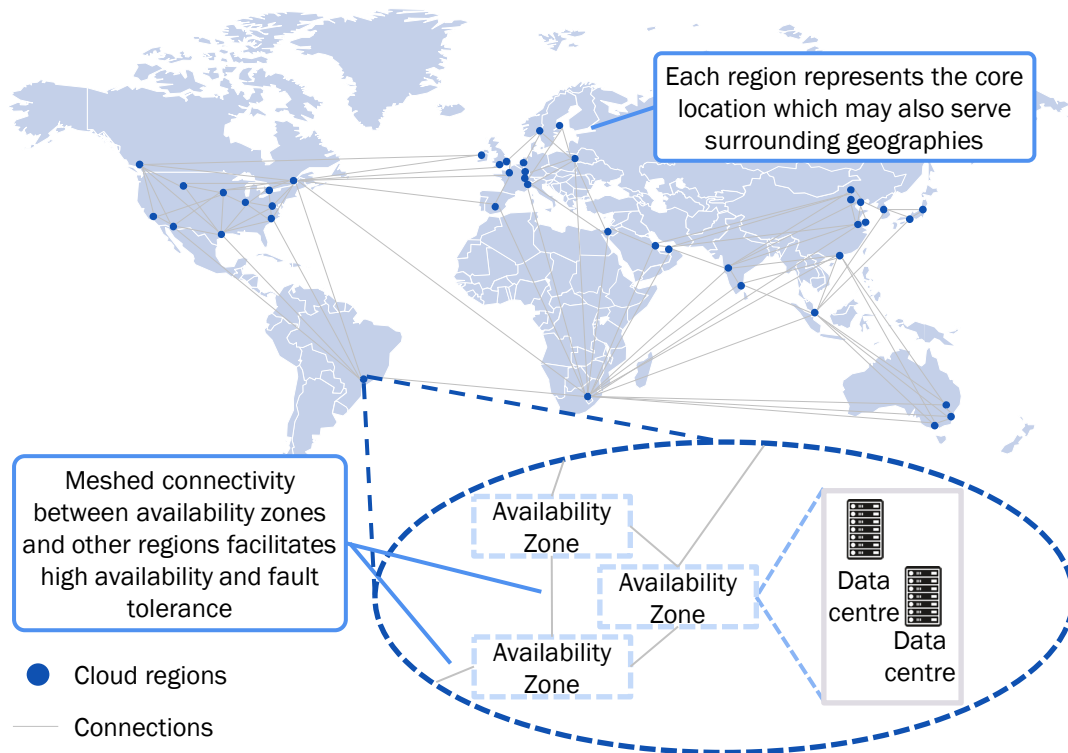 Each region represents the core
location which may also serve
surrounding geographies
Meshed connectivity
between availability zones
and other regions facilitates
high availability and fault
tolerance
Availability
Zone
Availability
Zone
Availability
Zone
Data
centre
Data
centre
Cloud regions
Connections